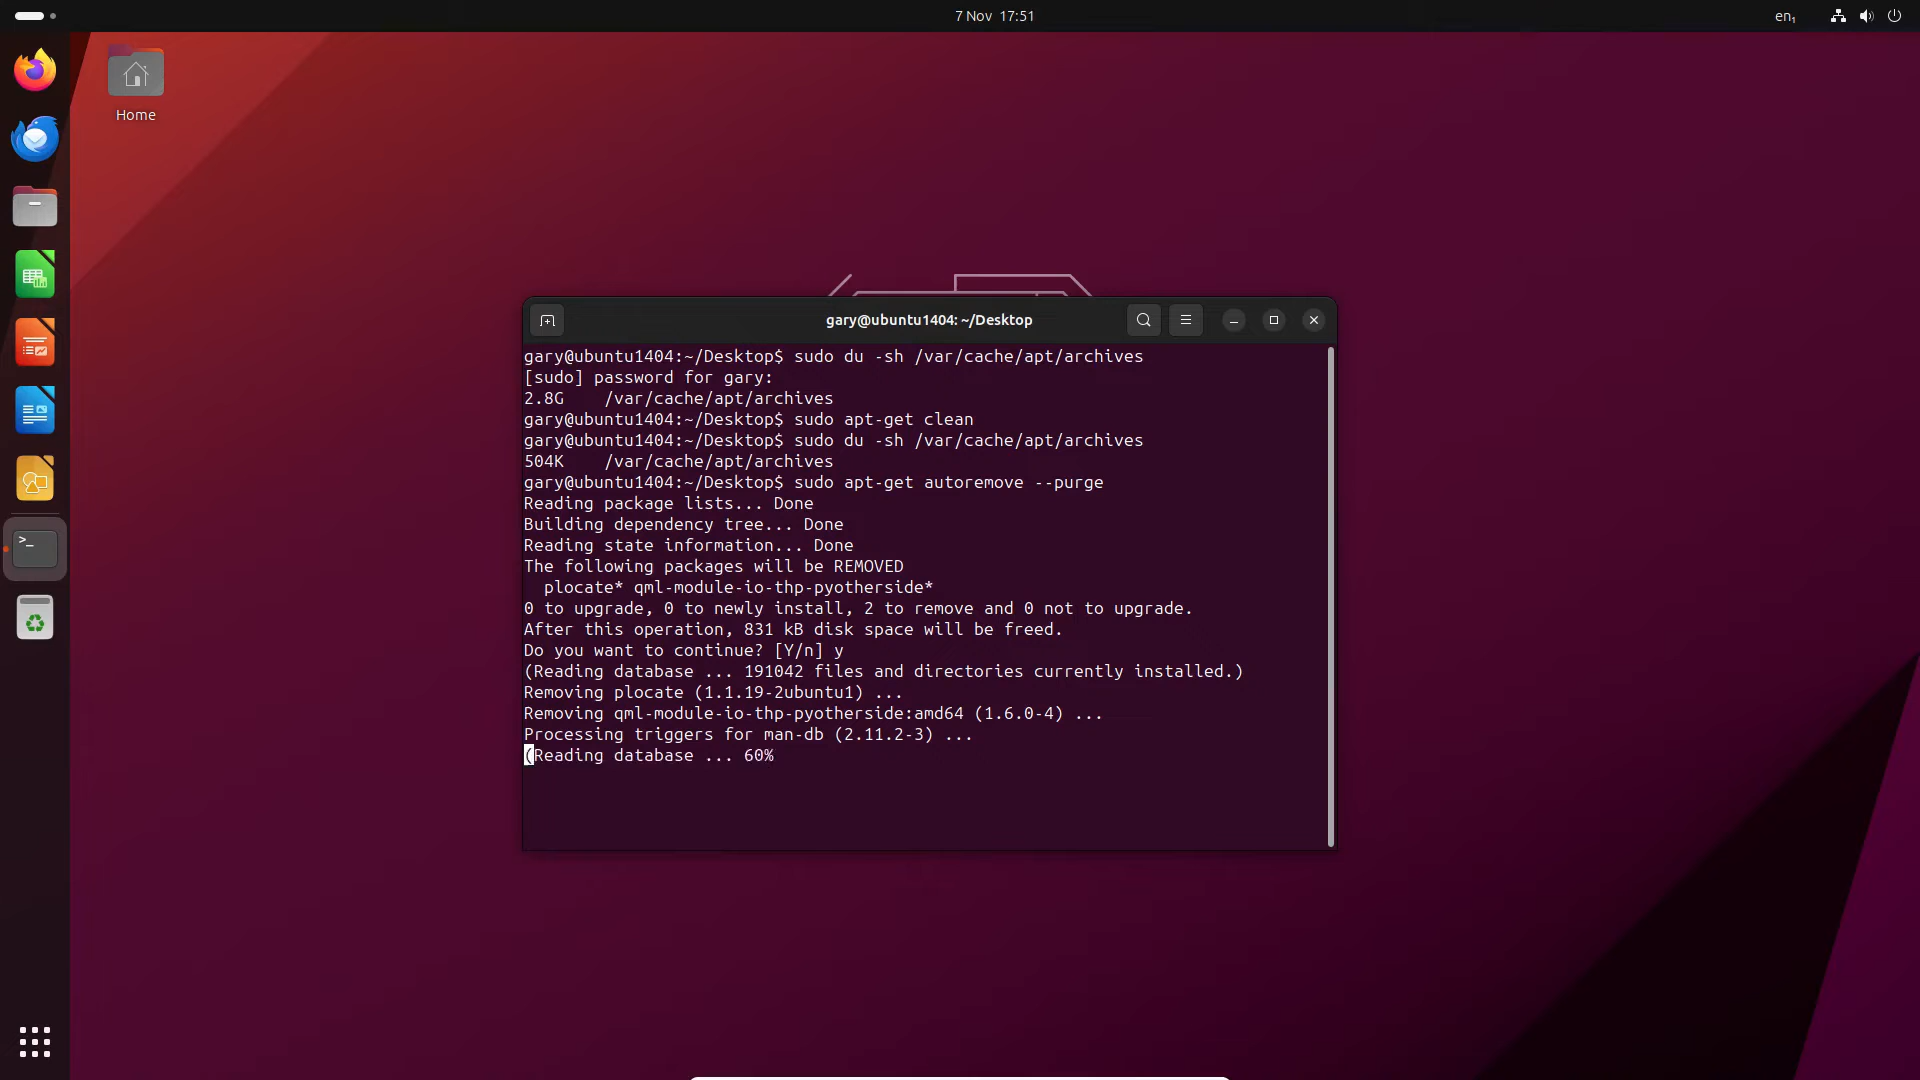 7 Nov 17:51
en₁
Home
gary@ubuntu1404: ~/Desktop
gary@ubuntu1404:~/Desktop$ sudo du -sh /var/cache/apt/archives
[sudo] password for gary:
2.8G    /var/cache/apt/archives
gary@ubuntu1404:~/Desktop$ sudo apt-get clean
gary@ubuntu1404:~/Desktop$ sudo du -sh /var/cache/apt/archives
504K    /var/cache/apt/archives
gary@ubuntu1404:~/Desktop$ sudo apt-get autoremove --purge
Reading package lists... Done
Building dependency tree... Done
Reading state information... Done
The following packages will be REMOVED
  plocate* qml-module-io-thp-pyotherside*
0 to upgrade, 0 to newly install, 2 to remove and 0 not to upgrade.
After this operation, 831 kB disk space will be freed.
Do you want to continue? [Y/n] y
(Reading database ... 191042 files and directories currently installed.)
Removing plocate (1.1.19-2ubuntu1) ...
Removing qml-module-io-thp-pyotherside:amd64 (1.6.0-4) ...
Processing triggers for man-db (2.11.2-3) ...
(Reading database ... 60%